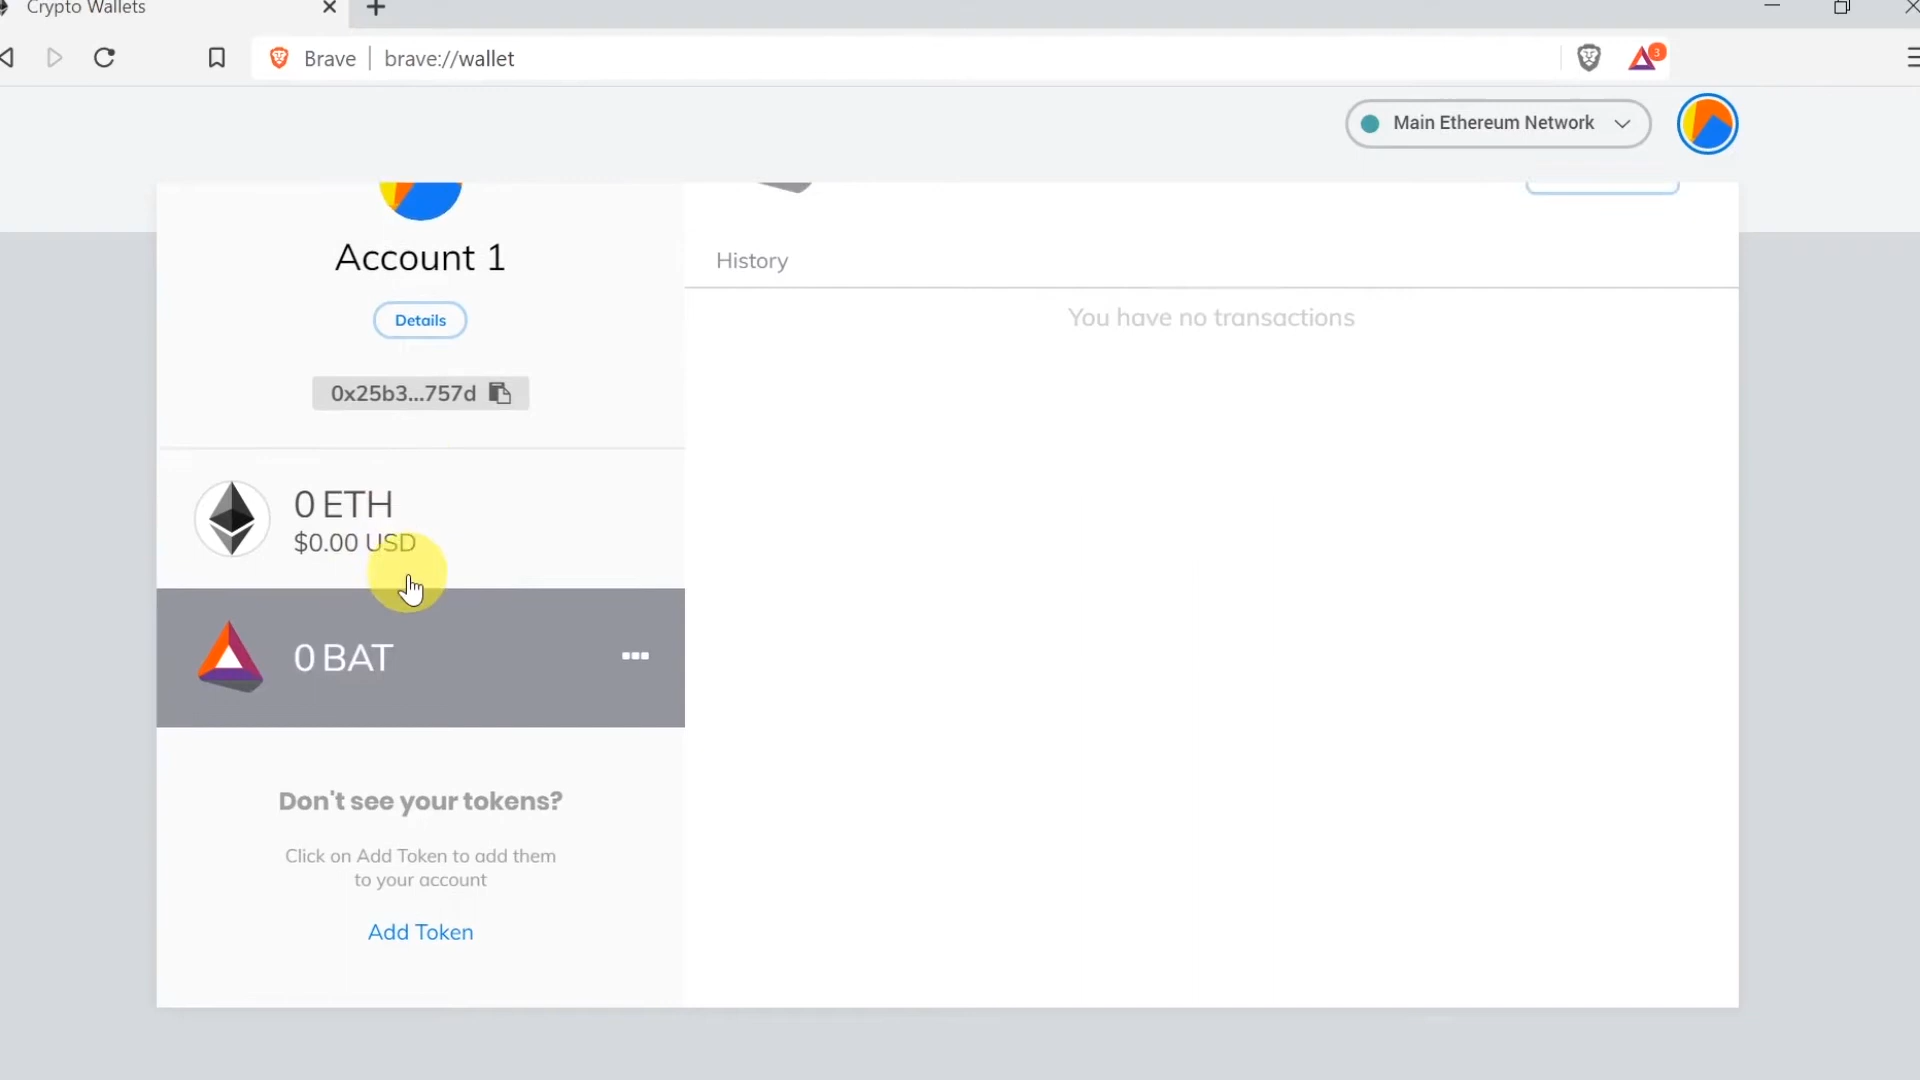 Crypto Wallets
Brave | brave://wallet
3
Main Ethereum Network
Account 1
Details
0x25b3...757d
0 ETH
$0.00 USD
0 BAT
Don't see your tokens?
Click on Add Token to add them
to your account
Add Token
History
You have no transactions